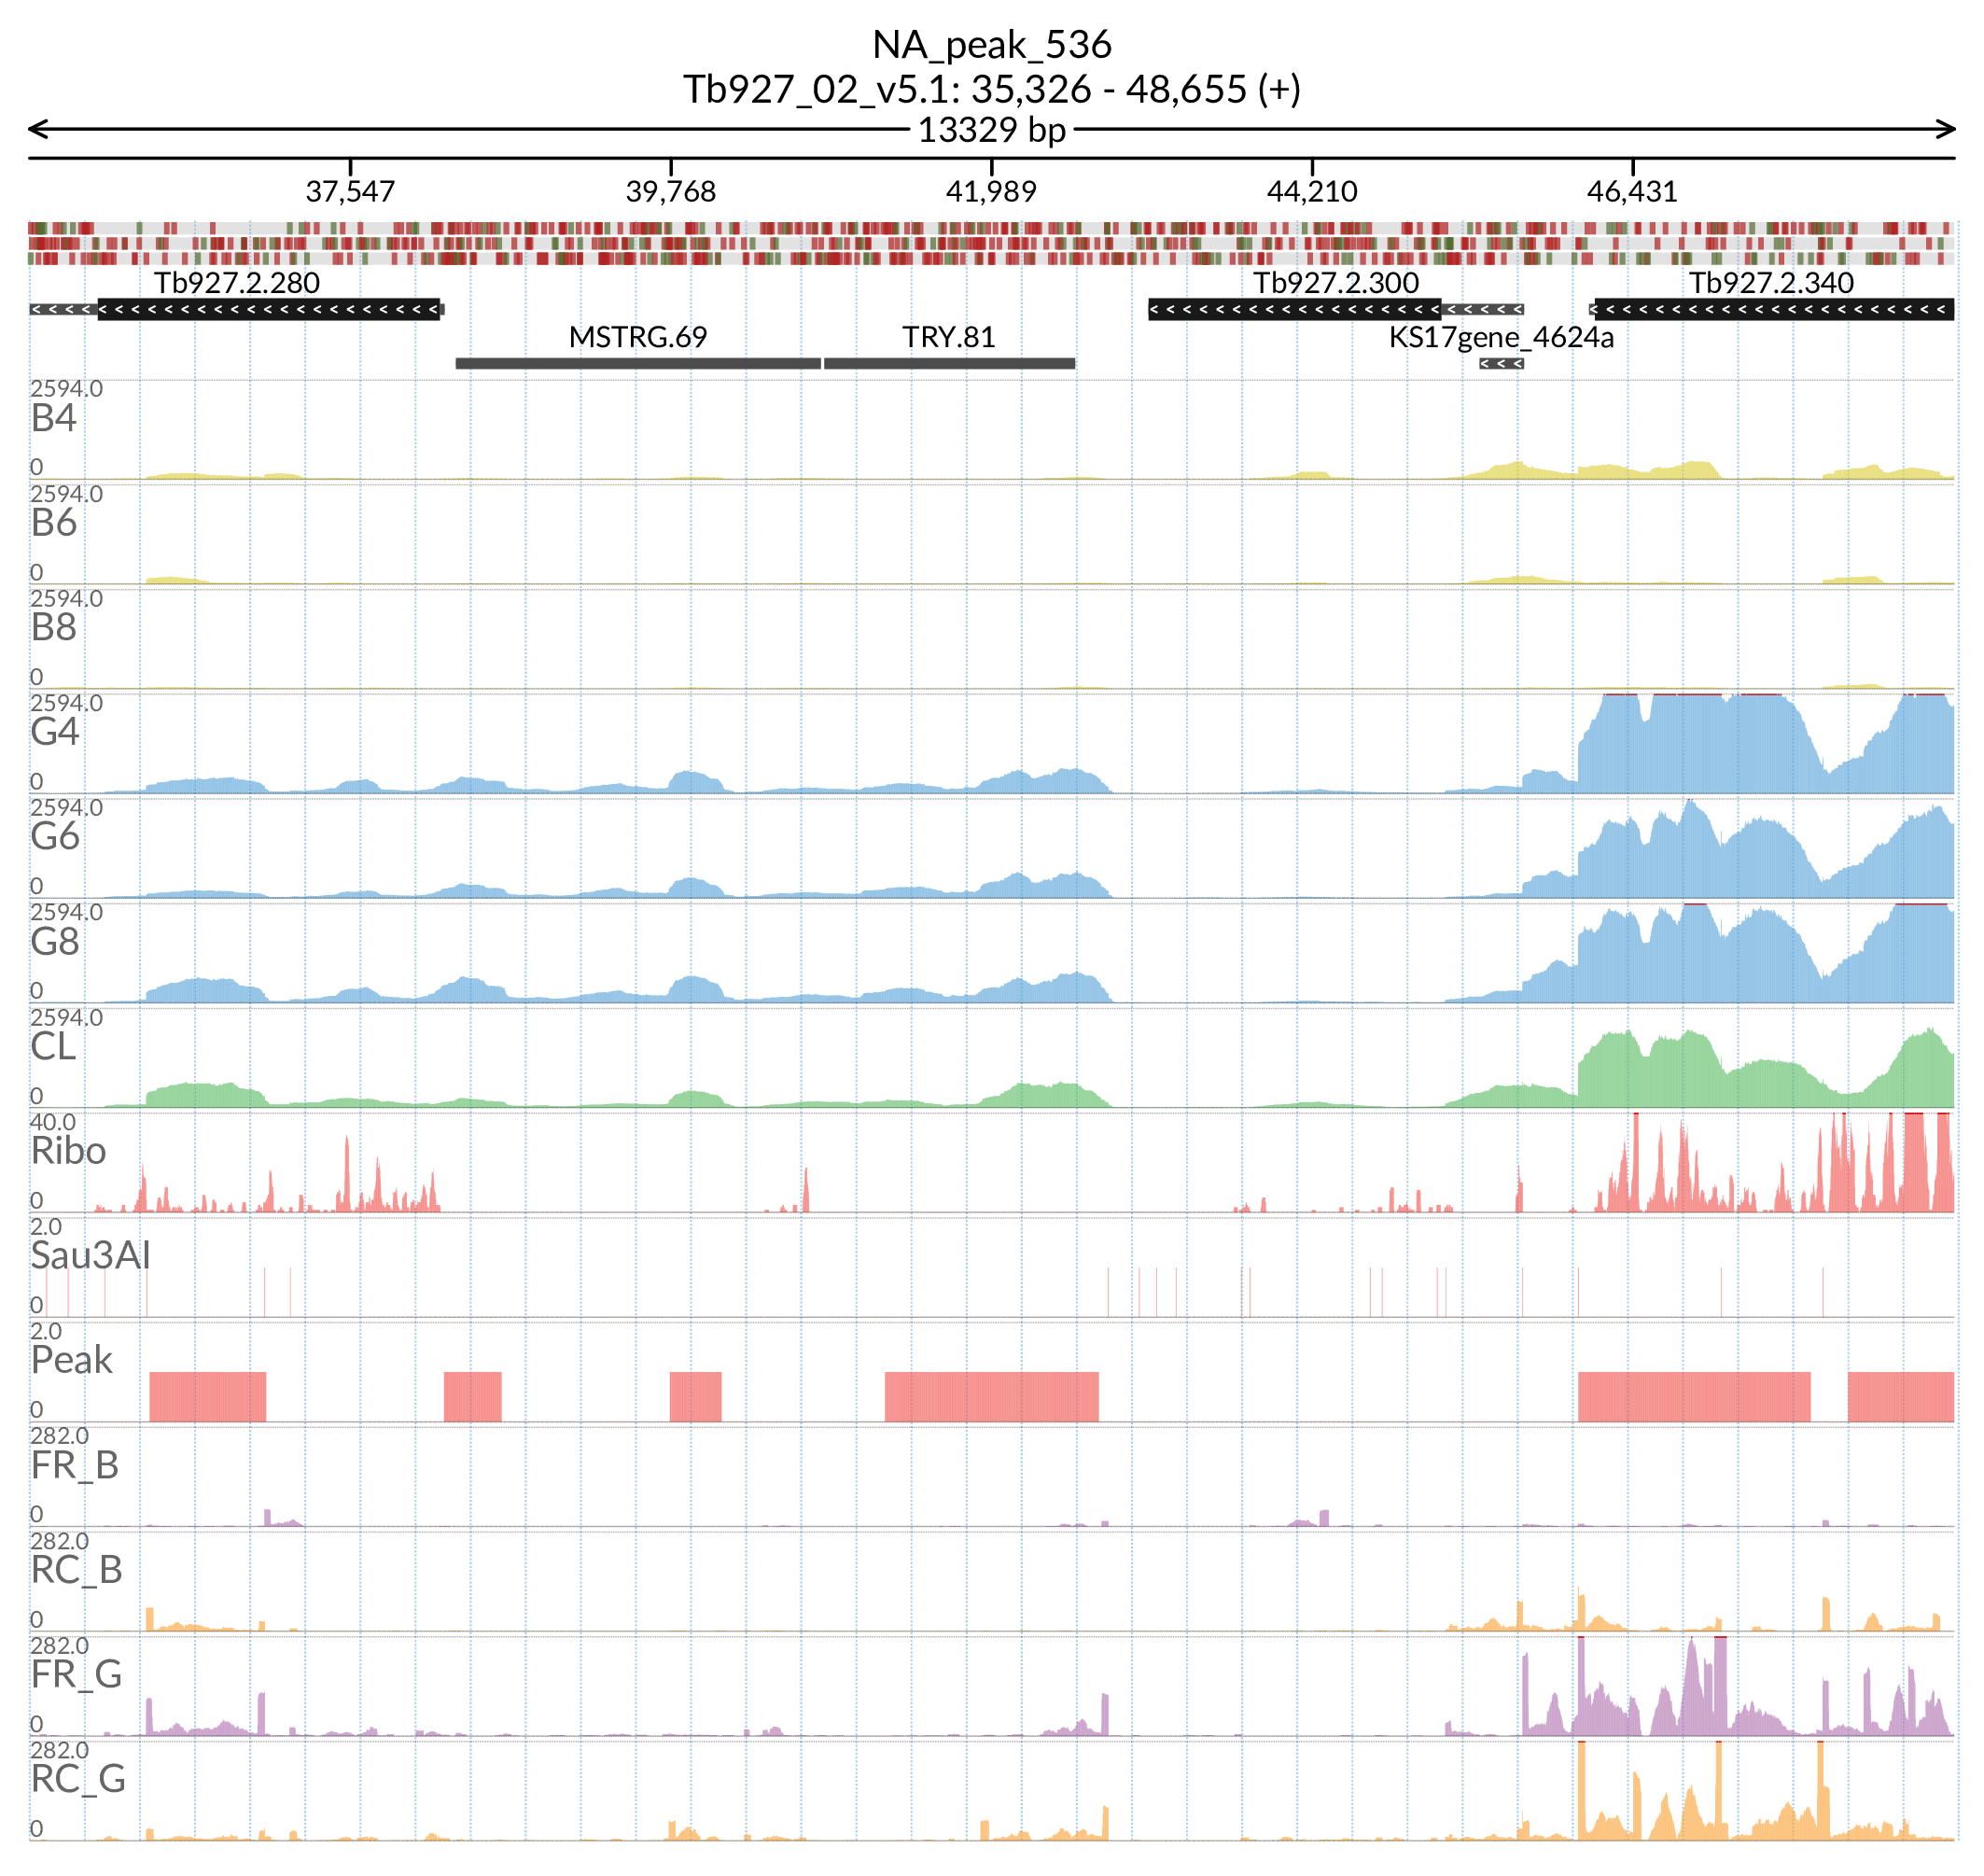 NA_peak_536
Tb927_02_v5.1: 35,326 - 48,655 (+)
13329 bp
37,547 39,768 41,989 44,210 46,431
Tb927.2.280 Tb927.2.300 Tb927.2.340
MSTRG.69 TRY.81 KS17gene_4624a
2594.0
B4
0
2594.0
B6
0
2594.0
B8
0
2594.0
G4
0
2594.0
G6
0
2594.0
G8
0
2594.0
CL
0
40.0
Ribo
0
2.0
Sau3AI
0
2.0
Peak
0
282.0
FR_B
0
282.0
RC_B
0
282.0
FR_G
0
282.0
RC_G
0